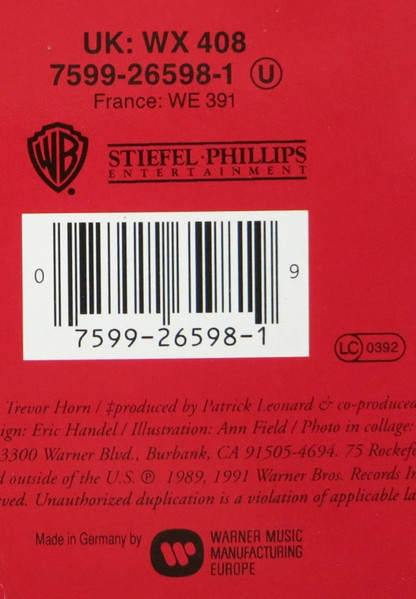 UK: WX 408
7599-26598-1 U
France: WE 391
WB
STIEFEL·PHILLIPS
ENTERTAINMENT
0 9
7599-26598-1
LC 0392
Trevor Horn / ‡produced by Patrick Leonard & co-produced
ign: Eric Handel / Illustration: Ann Field / Photo in collage:
3300 Warner Blvd., Burbank, CA 91505-4694. 75 Rockefe
d outside of the U.S. ℗ 1989, 1991 Warner Bros. Records In
ved. Unauthorized duplication is a violation of applicable la
Made in Germany by
WARNER MUSIC
MANUFACTURING
EUROPE